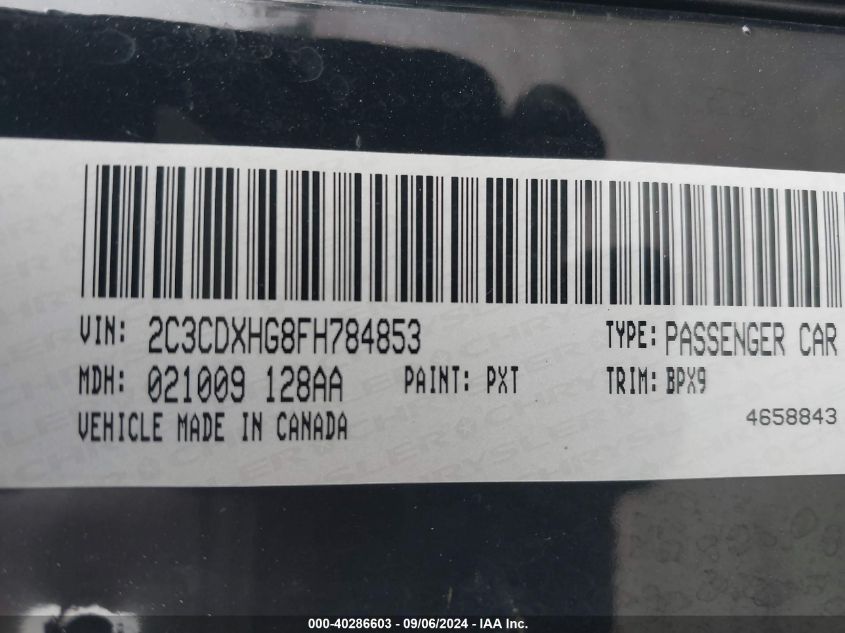 VIN: 2C3CDXHG8FH784853 TYPE: PASSENGER CAR
MDH: 021009 128AA PAINT: PXT TRIM: BPX9
VEHICLE MADE IN CANADA 4658843
000-40286603 - 09/06/2024 - IAA Inc.